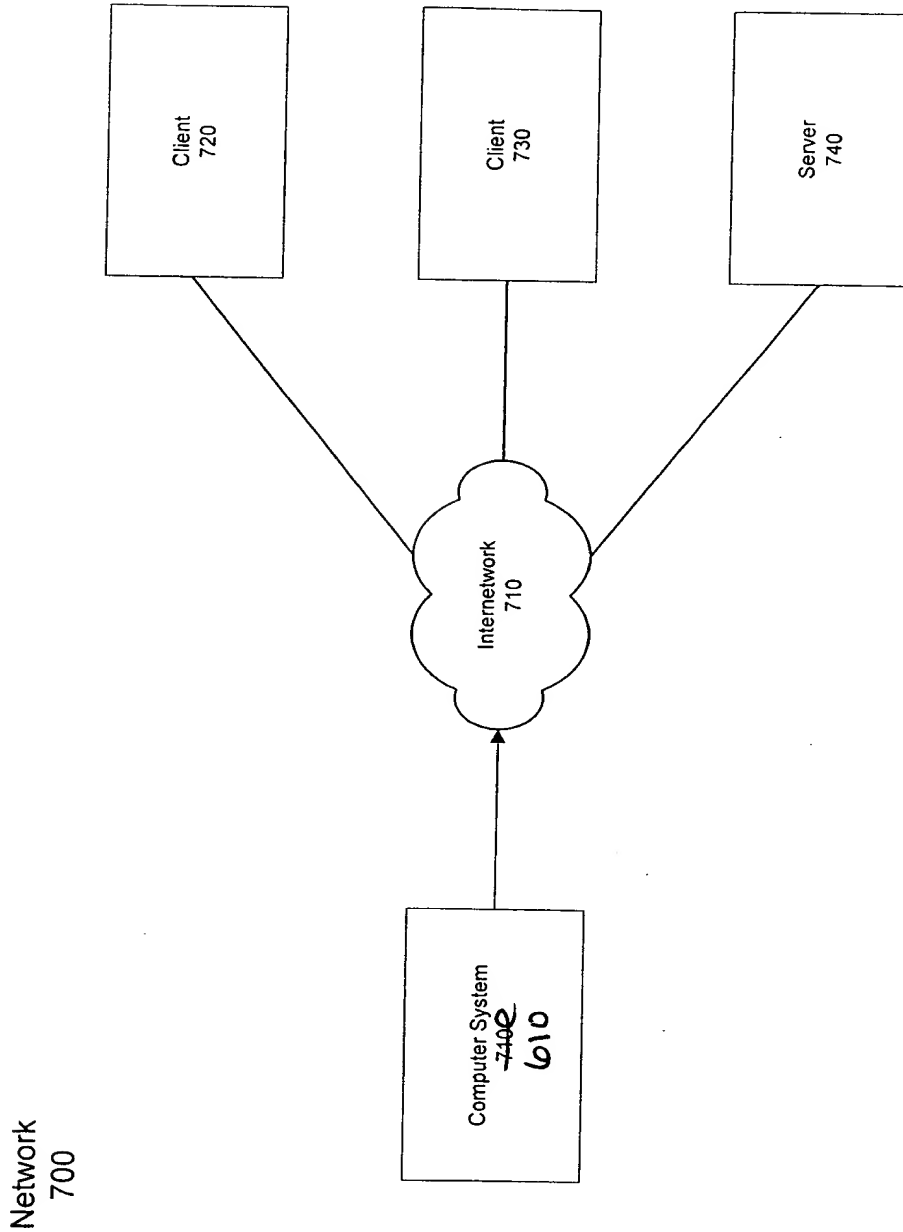 Network
700
Client
720
Client
730
Server
740
Internetwork
710
Computer System
710
610